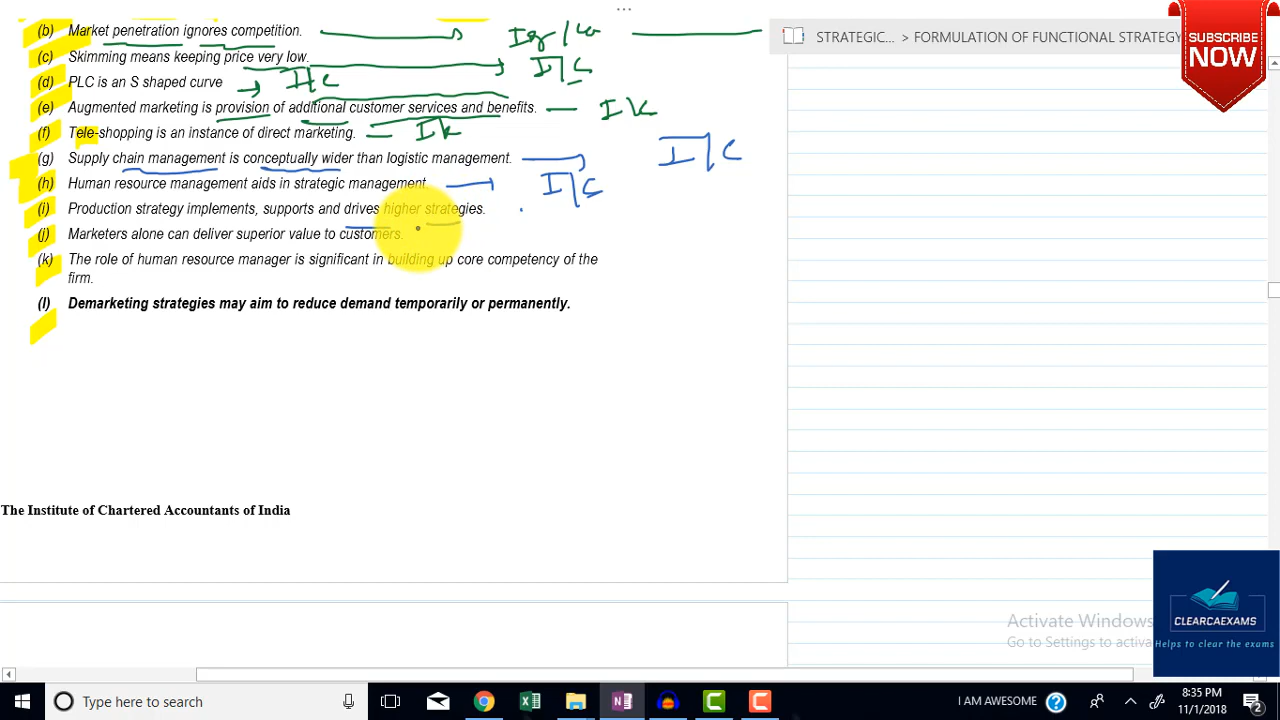 (b) Market penetration ignores competition.
(c) Skimming means keeping price very low.
(d) PLC is an S shaped curve
(e) Augmented marketing is provision of additional customer services and benefits.
(f) Tele-shopping is an instance of direct marketing.
(g) Supply chain management is conceptually wider than logistic management.
(h) Human resource management aids in strategic management.
(i) Production strategy implements, supports and drives higher strategies.
(j) Marketers alone can deliver superior value to customers.
(k) The role of human resource manager is significant in building up core competency of the
firm.
(l) Demarketing strategies may aim to reduce demand temporarily or permanently.
The Institute of Chartered Accountants of India
STRATEGIC... > FORMULATION OF FUNCTIONAL STRATEGY
SUBSCRIBE
NOW
I/C
I/C
Activate Windows
Go to Settings to activa
CLEARCAEXAMS
Helps to clear the exams
Type here to search
I AM AWESOME
8:35 PM
11/1/2018
2